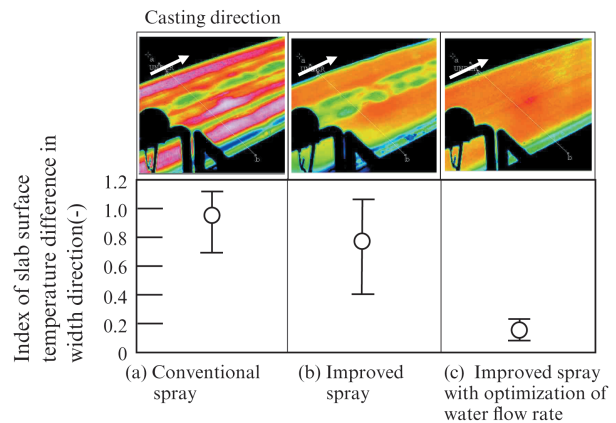 Casting direction
a
b
a
b
a
b
Index of slab surface
temperature difference in
width direction(-)
1.2
1.0
0.8
0.6
0.4
0.2
0
(a) Conventional
spray
(b) Improved
spray
(c) Improved spray
with optimization of
water flow rate